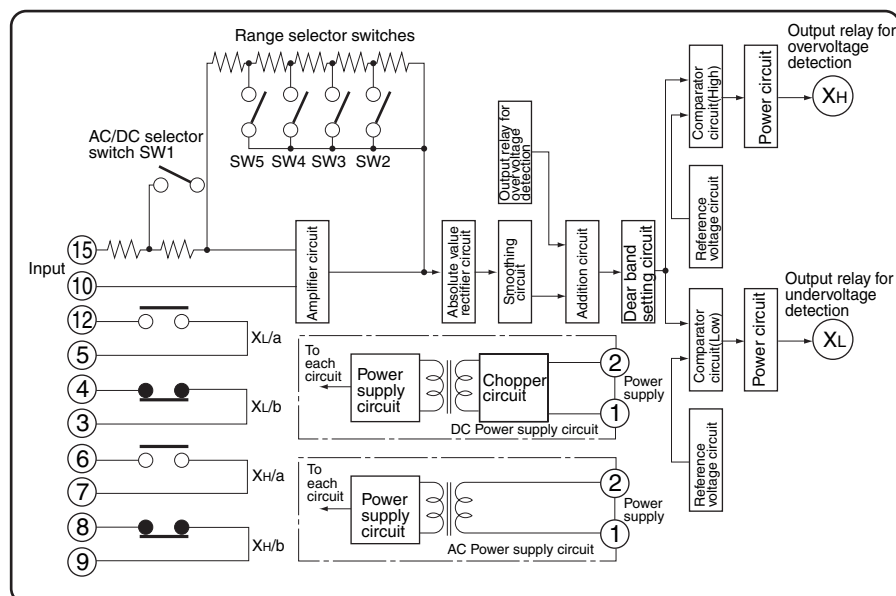 Range selector switches
AC/DC selector
switch SW1
SW5 SW4 SW3 SW2
Output relay for
overvoltage
detection
Comparator
circuit(High)
Power circuit
Output relay for
overvoltage
detection
XH
Reference
voltage circuit
Input
15
10
Amplifier circuit
Absolute value
rectifier circuit
Smoothing
circuit
Addition circuit
Dear band
setting circuit
Comparator
circuit(Low)
Power circuit
Output relay for
undervoltage
detection
XL
Reference
voltage circuit
12
XL/a
5
4
XL/b
3
6
XH/a
7
8
XH/b
9
To
each
circuit
Power
supply
circuit
Chopper
circuit
2
Power
supply
1
DC Power supply circuit
To
each
circuit
Power
supply
circuit
2
Power
supply
1
AC Power supply circuit